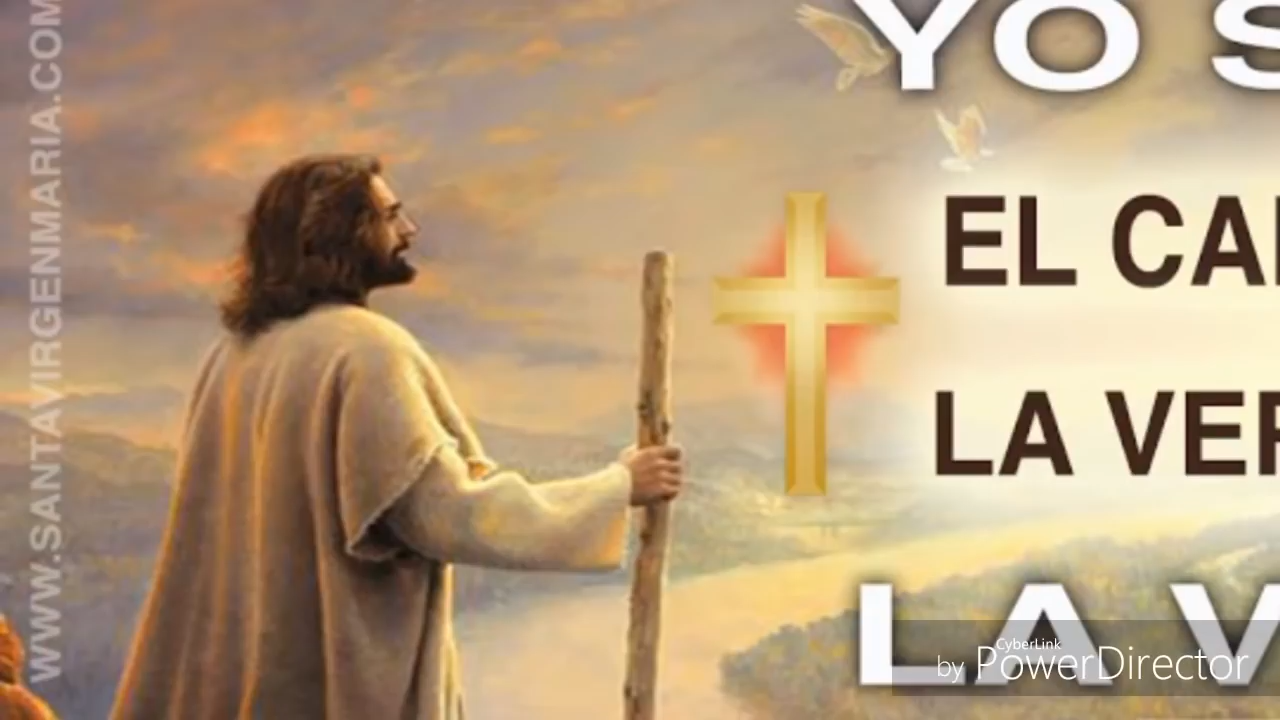 YO S
EL CA
LA VER
LA V
WWW.SANTAVIRGENMARIA.COM
CyberLink
by PowerDirector